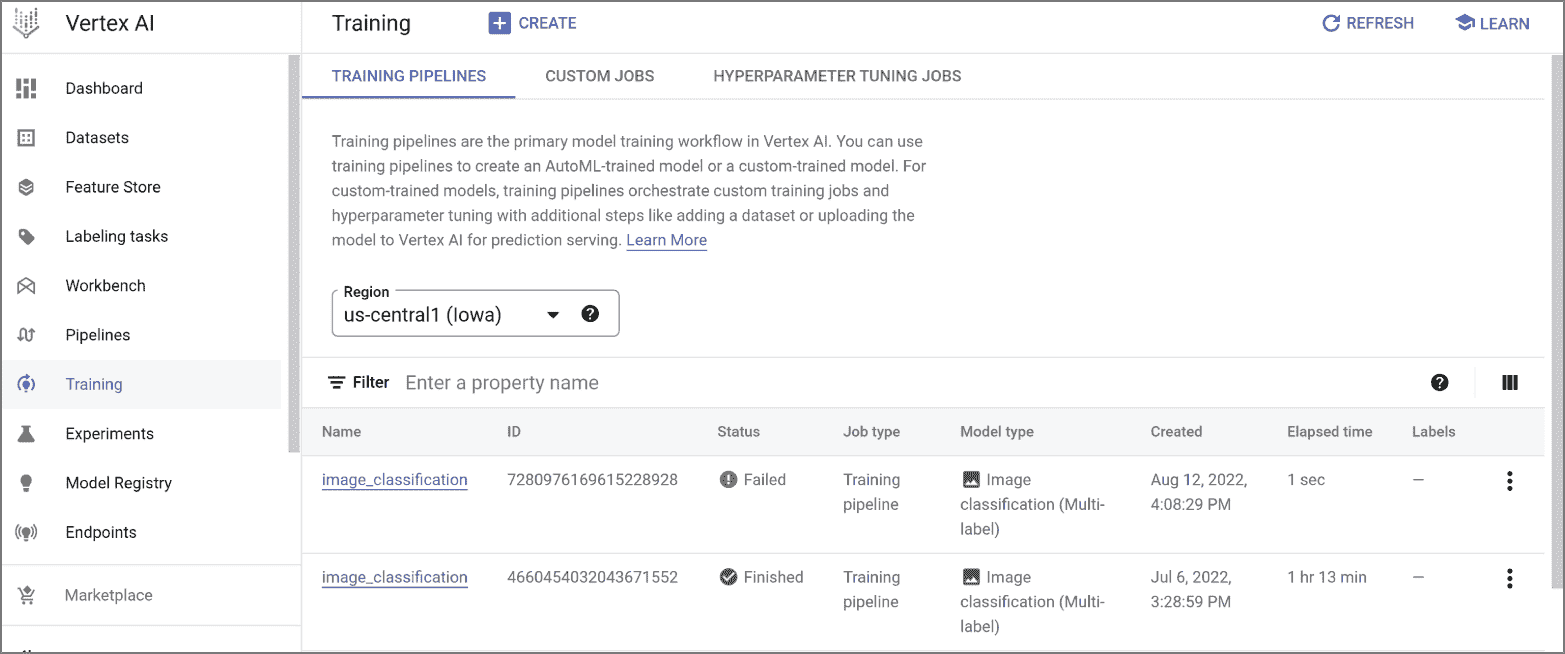 Vertex AI
Training
CREATE
REFRESH
LEARN
Dashboard
Datasets
Feature Store
Labeling tasks
Workbench
Pipelines
Training
Experiments
Model Registry
Endpoints
Marketplace
TRAINING PIPELINES
CUSTOM JOBS
HYPERPARAMETER TUNING JOBS
Training pipelines are the primary model training workflow in Vertex AI. You can use
training pipelines to create an AutoML-trained model or a custom-trained model. For
custom-trained models, training pipelines orchestrate custom training jobs and
hyperparameter tuning with additional steps like adding a dataset or uploading the
model to Vertex AI for prediction serving. Learn More
Region
us-central1 (Iowa)
Filter Enter a property name
Name ID Status Job type Model type Created Elapsed time Labels
image_classification 7280976169615228928 Failed Training Image Aug 12, 2022, 1 sec —
pipeline classification (Multi- 4:08:29 PM
label)
image_classification 4660454032043671552 Finished Training Image Jul 6, 2022, 1 hr 13 min —
pipeline classification (Multi- 3:28:59 PM
label)